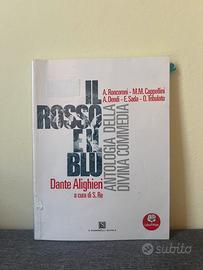 A. Roncoroni - M.M. Cappellini
A. Dendi - E. Sada - O. Tribulato
IL
ROSSO
E IL
BLU
ANTOLOGIA DELLA
DIVINA COMMEDIA
Dante Alighieri
a cura di S. Re
subito.it